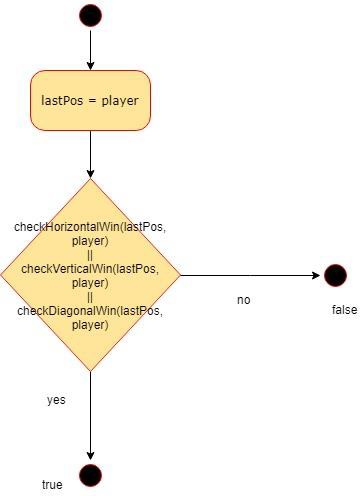 lastPos = player
checkHorizontalWin(lastPos,
player)
||
checkVerticalWin(lastPos,
player)
||
checkDiagonalWin(lastPos,
player)
no
false
yes
true